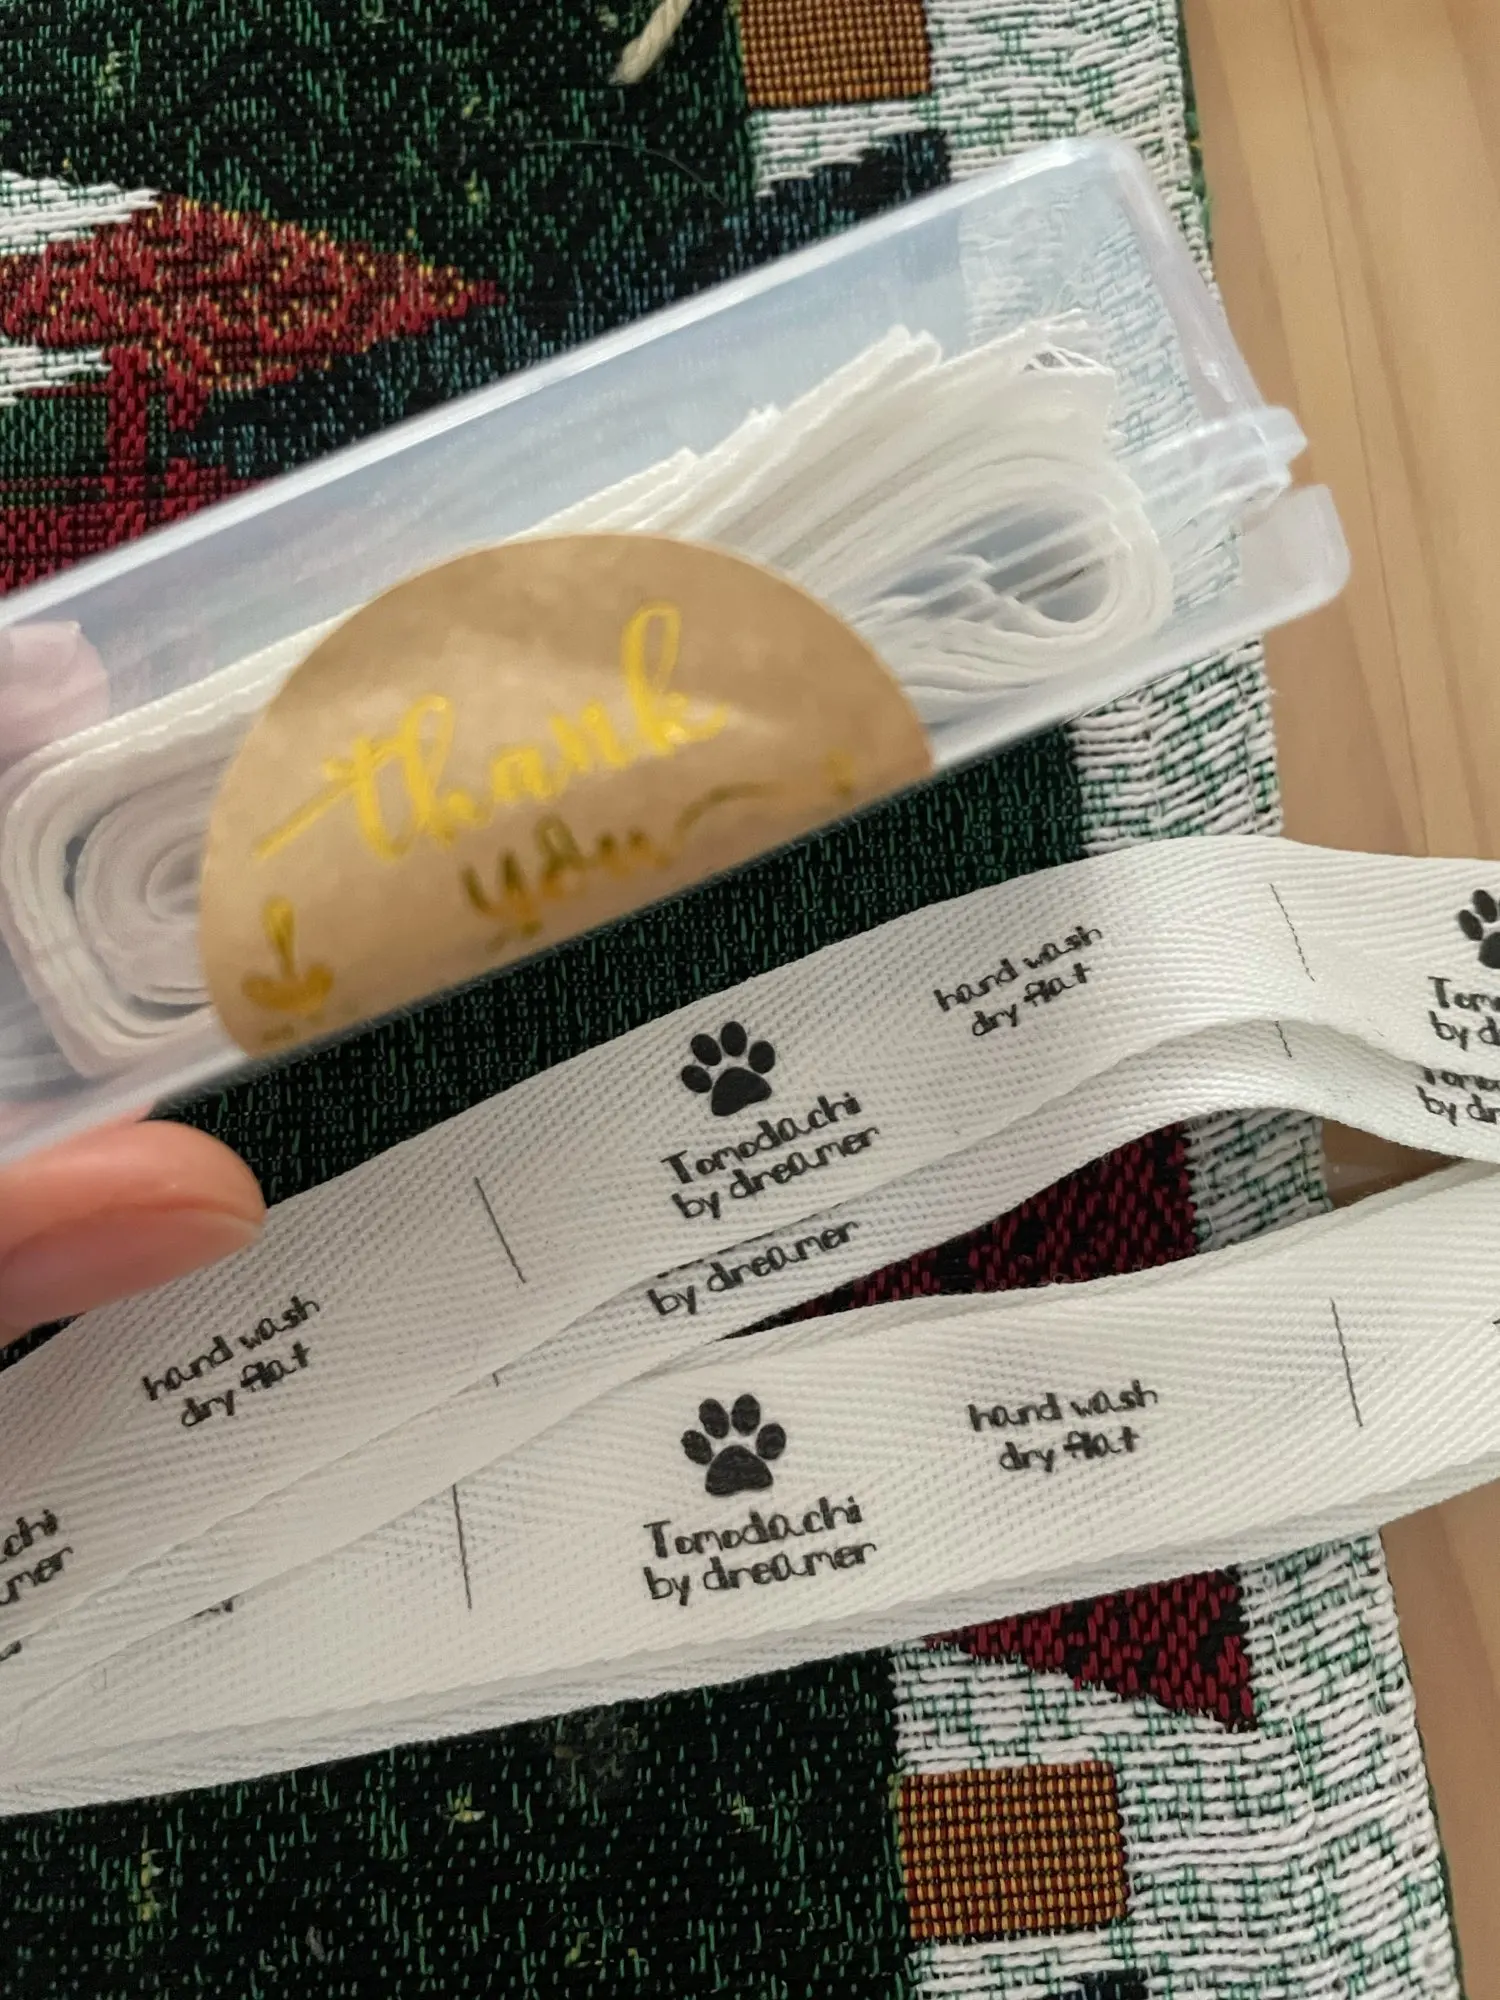 thank
you
hand wash
dry flat
Tomodachi
by dreamer
by dreamer
by d
hand wash
dry flat
Tomodachi
by dreamer
hand wash
dry flat